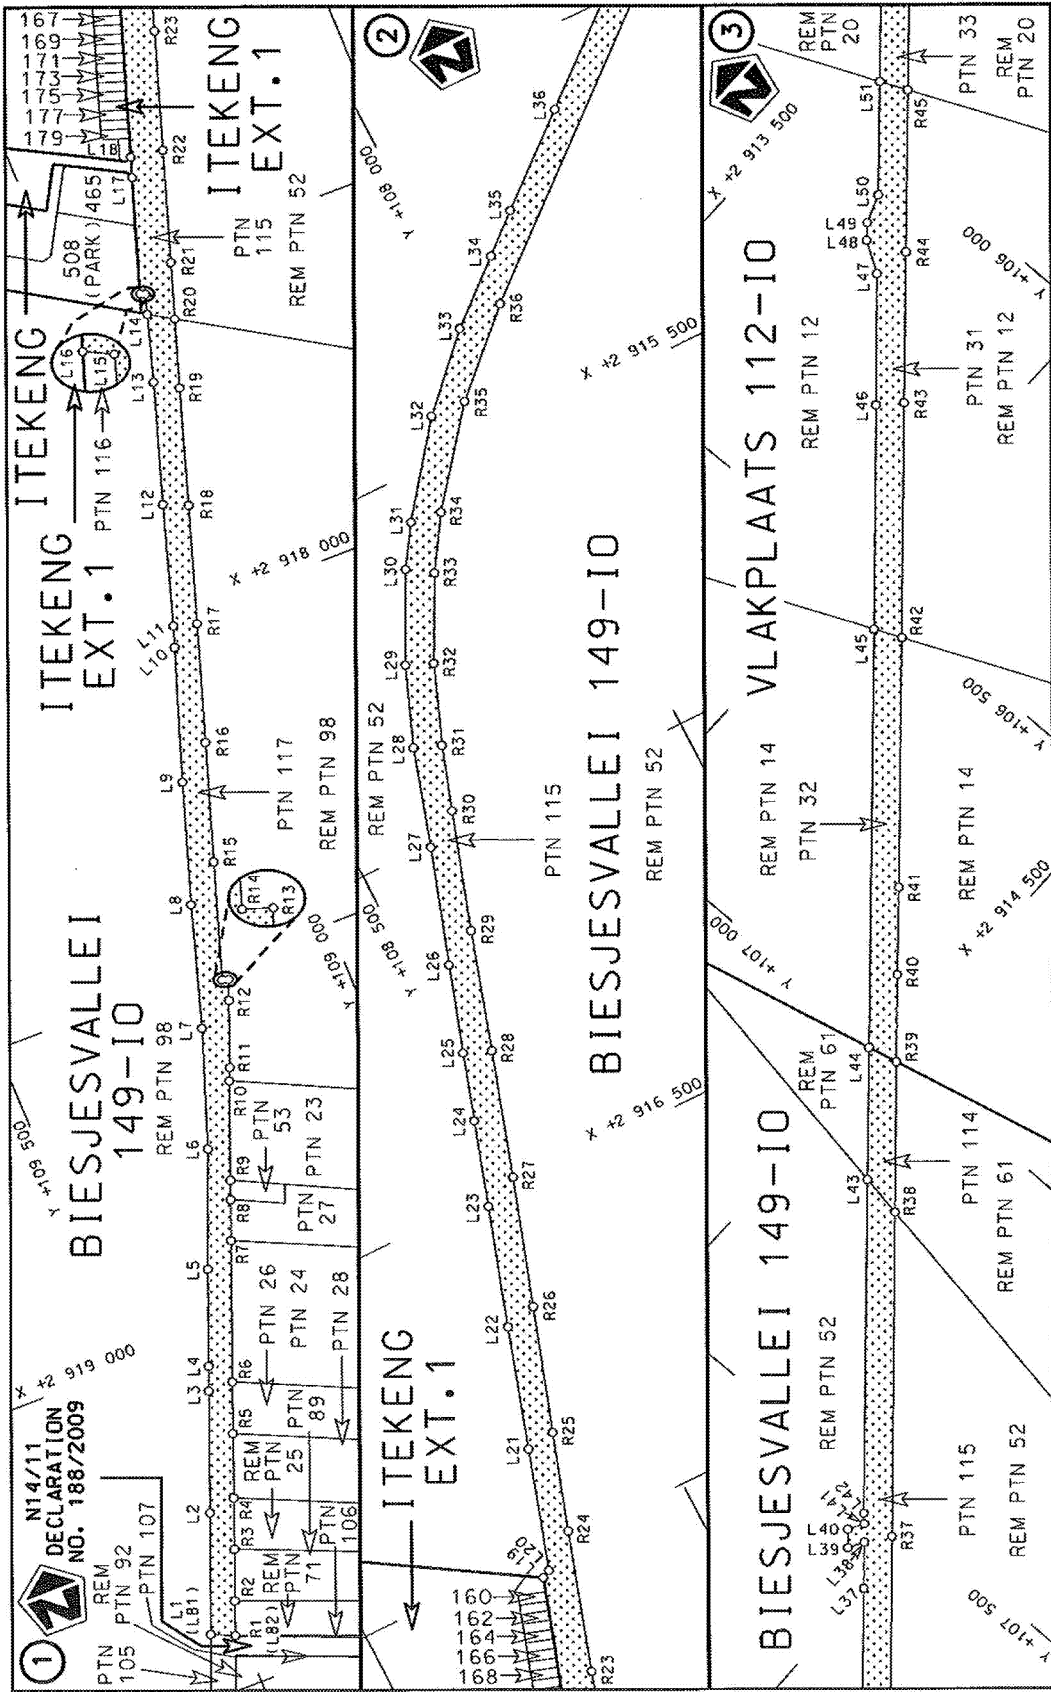 1
N14/11
DECLARATION
NO. 188/2009
X +2 919 000
Y +109 500
BIESJESVALLEI
149-IO
REM PTN 98
ITEKENG
EXT.1
ITEKENG
PTN 116
508
(PARK)
465
167
169
171
173
175
177
179
ITEKENG
EXT.1
PTN
105
REM
PTN 92
PTN 107
L1
(L81)
L2
L3
L4
L5
L6
L7
L8
L9
L10
L11
L12
L13
L14
L15
L16
L17
L18
R1
(L82)
R2
R3
R4
R5
R6
R7
R8
R9
R10
R11
R12
R13
R14
R15
R16
R17
R18
R19
R20
R21
R22
R23
REM
PTN
71
PTN
106
REM
PTN
25
PTN
89
PTN 26
PTN 24
PTN 28
PTN
27
PTN
53
PTN 23
PTN 117
REM PTN 98
X +2 918 000
Y +109 000
PTN
115
REM PTN 52
2
ITEKENG
EXT.1
160
162
164
166
168
REM PTN 52
Y +108 500
Y +108 000
L21
L22
L23
L24
L25
L26
L27
L28
L29
L30
L31
L32
L33
L34
L35
L36
R23
R24
R25
R26
R27
R28
R29
R30
R31
R32
R33
R34
R35
R36
PTN 115
BIESJESVALLEI 149-IO
REM PTN 52
X +2 916 500
X +2 915 500
3
BIESJESVALLEI 149-IO
VLAKPLAATS 112-IO
REM PTN 52
REM
PTN 61
REM PTN 14
PTN 32
REM PTN 12
REM
PTN
20
Y +107 000
X +2 913 500
L37
L38
L39
L40
L42
L43
L44
L45
L46
L47
L48
L49
L50
L51
R37
R38
R39
R40
R41
R42
R43
R44
R45
PTN 115
REM PTN 52
PTN 114
REM PTN 61
REM PTN 14
PTN 31
REM PTN 12
PTN 33
REM
PTN 20
Y +107 500
X +2 914 500
Y +106 500
Y +106 000